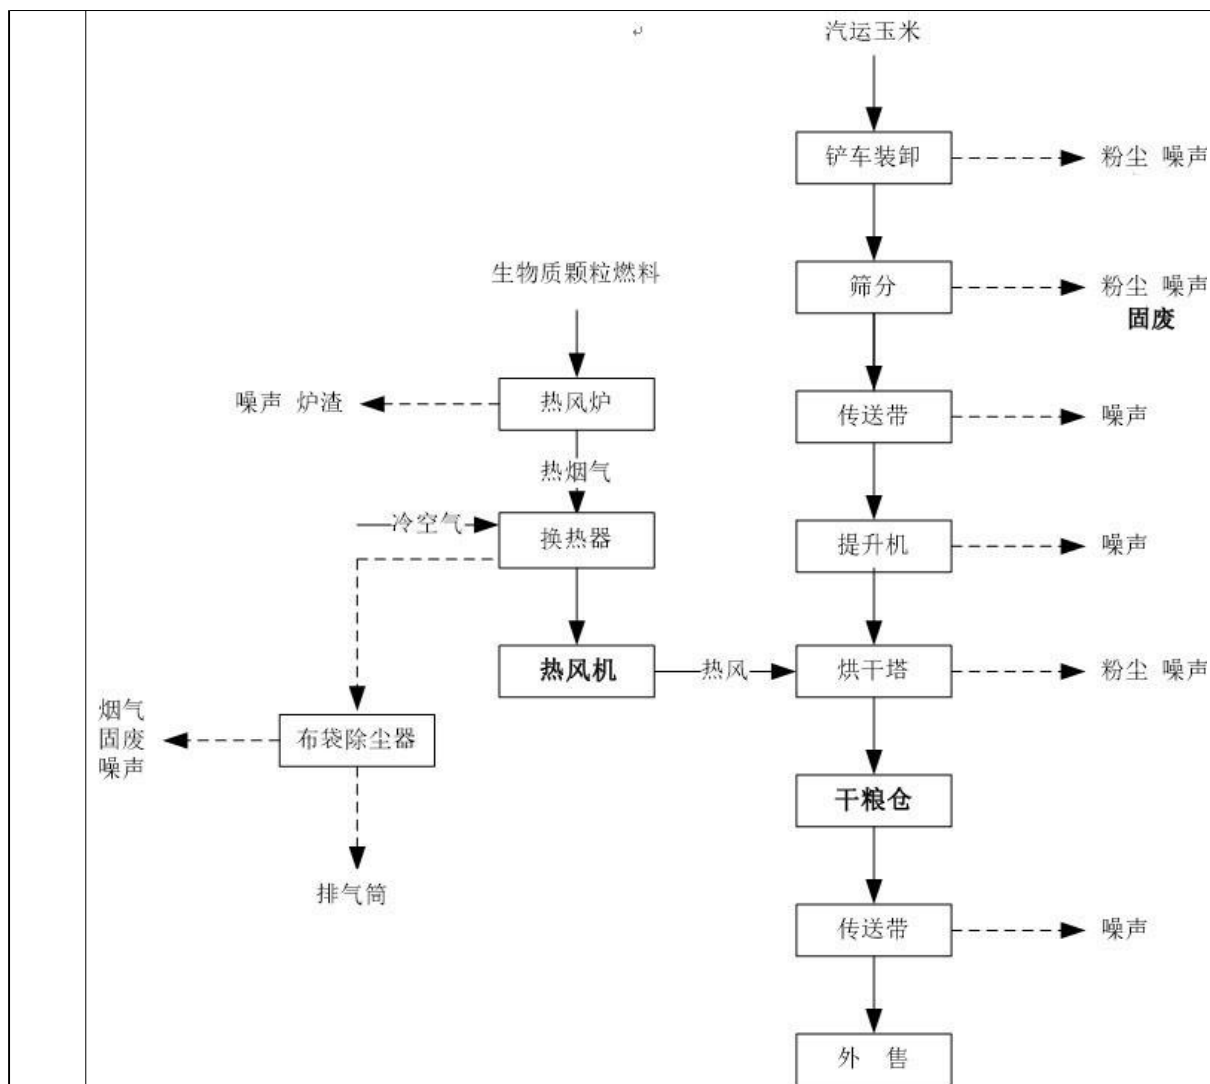 汽运玉米
铲车装卸
粉尘 噪声
生物质颗粒燃料
筛分
粉尘 噪声
固废
噪声 炉渣
热风炉
传送带
噪声
热烟气
冷空气
换热器
提升机
噪声
热风机
热风
烘干塔
粉尘 噪声
烟气
固废
噪声
布袋除尘器
干粮仓
排气筒
传送带
噪声
外 售